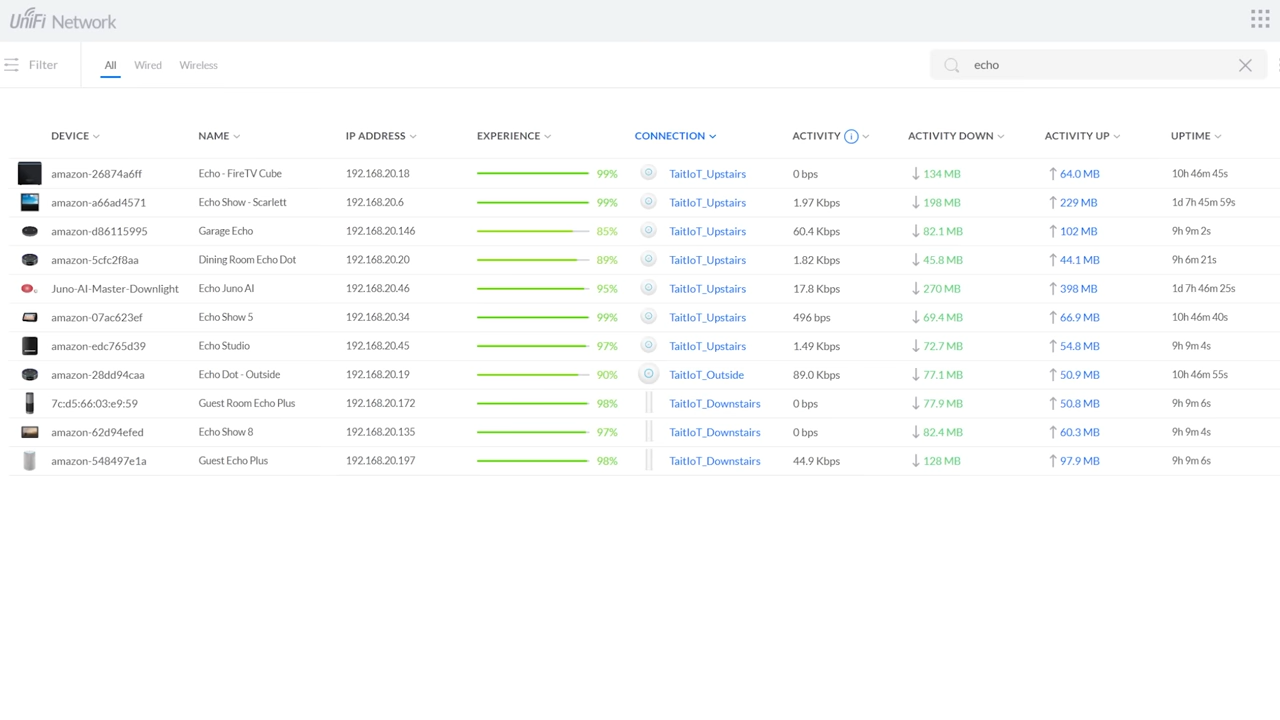 UniFi Network
Filter All Wired Wireless echo
DEVICE NAME IP ADDRESS EXPERIENCE CONNECTION ACTIVITY ACTIVITY DOWN ACTIVITY UP UPTIME
amazon-26874a6ff Echo - FireTV Cube 192.168.20.18 99% TaitIoT_Upstairs 0 bps ↓ 134 MB ↑ 64.0 MB 10h 46m 45s
amazon-a66ad4571 Echo Show - Scarlett 192.168.20.6 99% TaitIoT_Upstairs 1.97 Kbps ↓ 198 MB ↑ 229 MB 1d 7h 45m 59s
amazon-d86115995 Garage Echo 192.168.20.146 85% TaitIoT_Upstairs 60.4 Kbps ↓ 82.1 MB ↑ 102 MB 9h 9m 2s
amazon-5cfc2f8aa Dining Room Echo Dot 192.168.20.20 89% TaitIoT_Upstairs 1.82 Kbps ↓ 45.8 MB ↑ 44.1 MB 9h 6m 21s
Juno-AI-Master-Downlight Echo Juno AI 192.168.20.46 95% TaitIoT_Upstairs 17.8 Kbps ↓ 270 MB ↑ 398 MB 1d 7h 46m 25s
amazon-07ac623ef Echo Show 5 192.168.20.34 99% TaitIoT_Upstairs 496 bps ↓ 69.4 MB ↑ 66.9 MB 10h 46m 40s
amazon-edc765d39 Echo Studio 192.168.20.45 97% TaitIoT_Upstairs 1.49 Kbps ↓ 72.7 MB ↑ 54.8 MB 9h 9m 4s
amazon-28dd94caa Echo Dot - Outside 192.168.20.19 90% TaitIoT_Outside 89.0 Kbps ↓ 77.1 MB ↑ 50.9 MB 10h 46m 55s
7c:d5:66:03:e9:59 Guest Room Echo Plus 192.168.20.172 98% TaitIoT_Downstairs 0 bps ↓ 77.9 MB ↑ 50.8 MB 9h 9m 6s
amazon-62d94efed Echo Show 8 192.168.20.135 97% TaitIoT_Downstairs 0 bps ↓ 82.4 MB ↑ 60.3 MB 9h 9m 4s
amazon-548497e1a Guest Echo Plus 192.168.20.197 98% TaitIoT_Downstairs 44.9 Kbps ↓ 128 MB ↑ 97.9 MB 9h 9m 6s